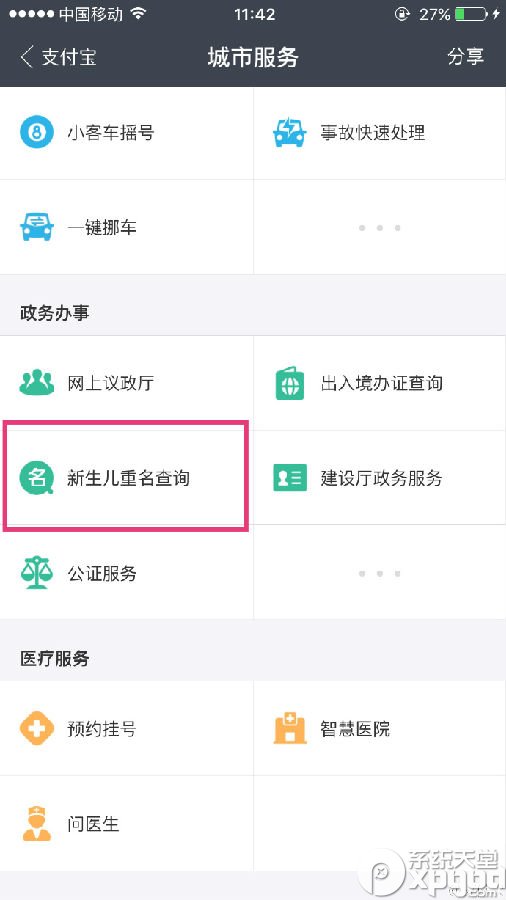 中国移动 11:42 27%
支付宝 城市服务 分享
小客车摇号 事故快速处理
一键挪车
政务办事
网上议政厅 出入境办证查询
名 新生儿重名查询 建设厅政务服务
公证服务
医疗服务
预约挂号 智慧医院
问医生
系统天堂